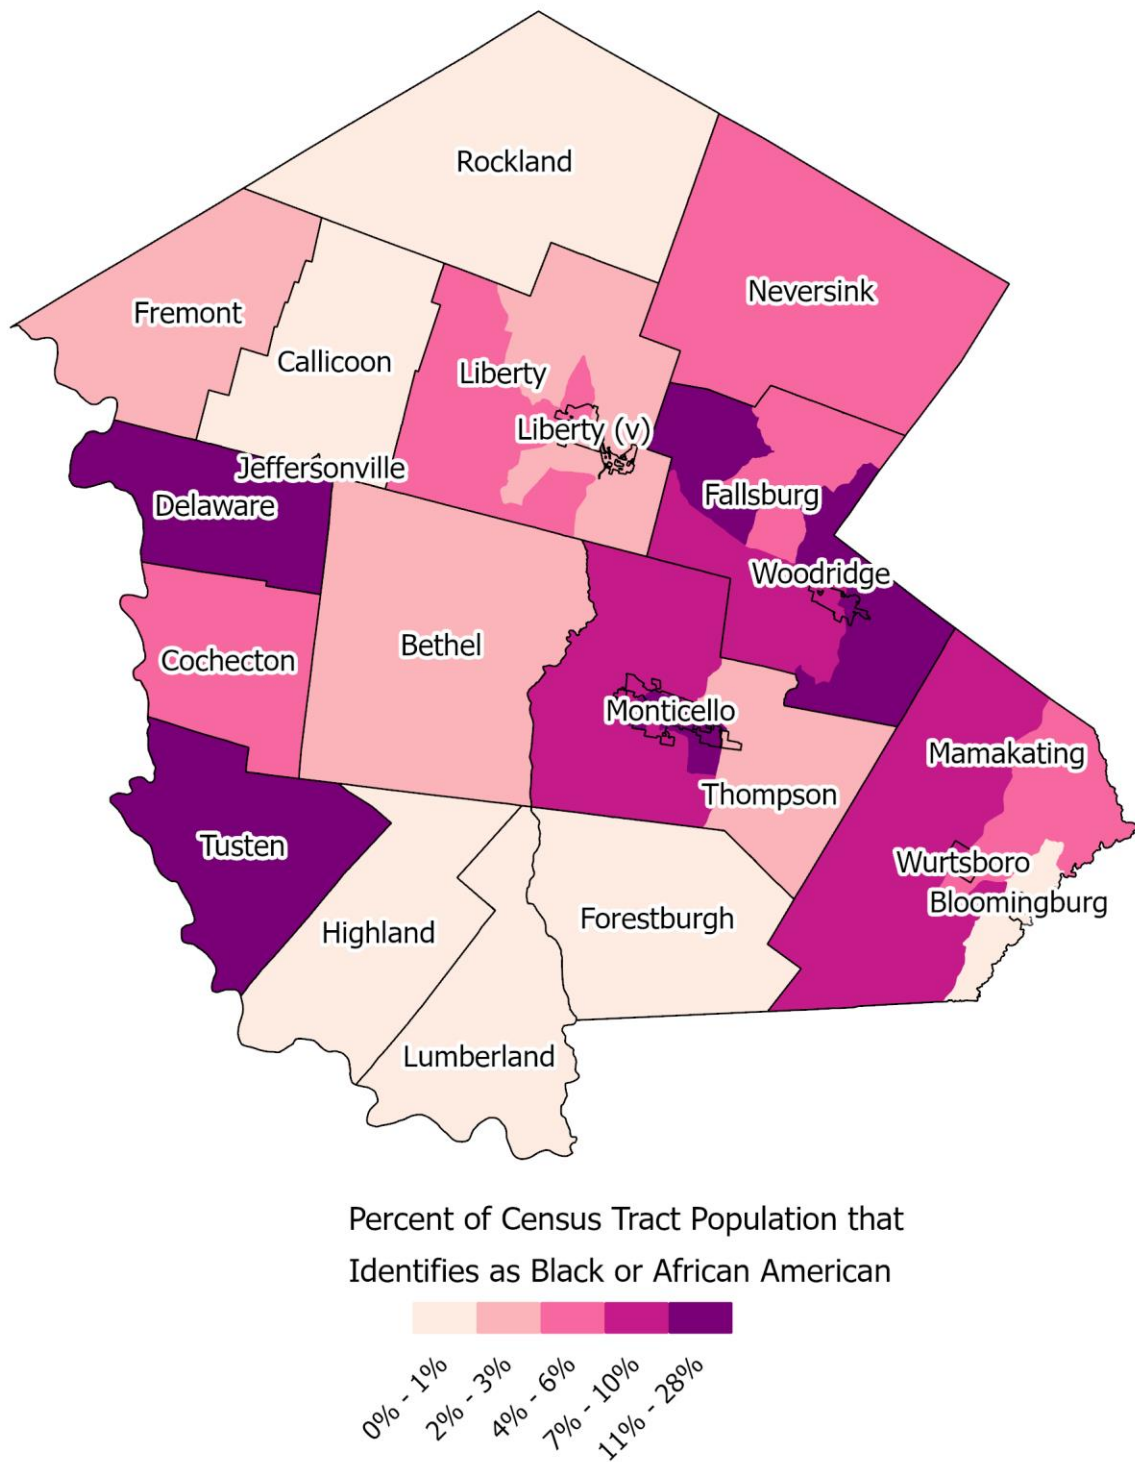 Rockland
Neversink
Fremont
Callicoon
Liberty
Liberty (v)
Jeffersonville
Delaware
Fallsburg
Woodridge
Bethel
Cochecton
Monticello
Mamakating
Thompson
Tusten
Wurtsboro
Bloomingburg
Highland
Forestburgh
Lumberland
Percent of Census Tract Population that
Identifies as Black or African American
0% - 1%
2% - 3%
4% - 6%
7% - 10%
11% - 28%